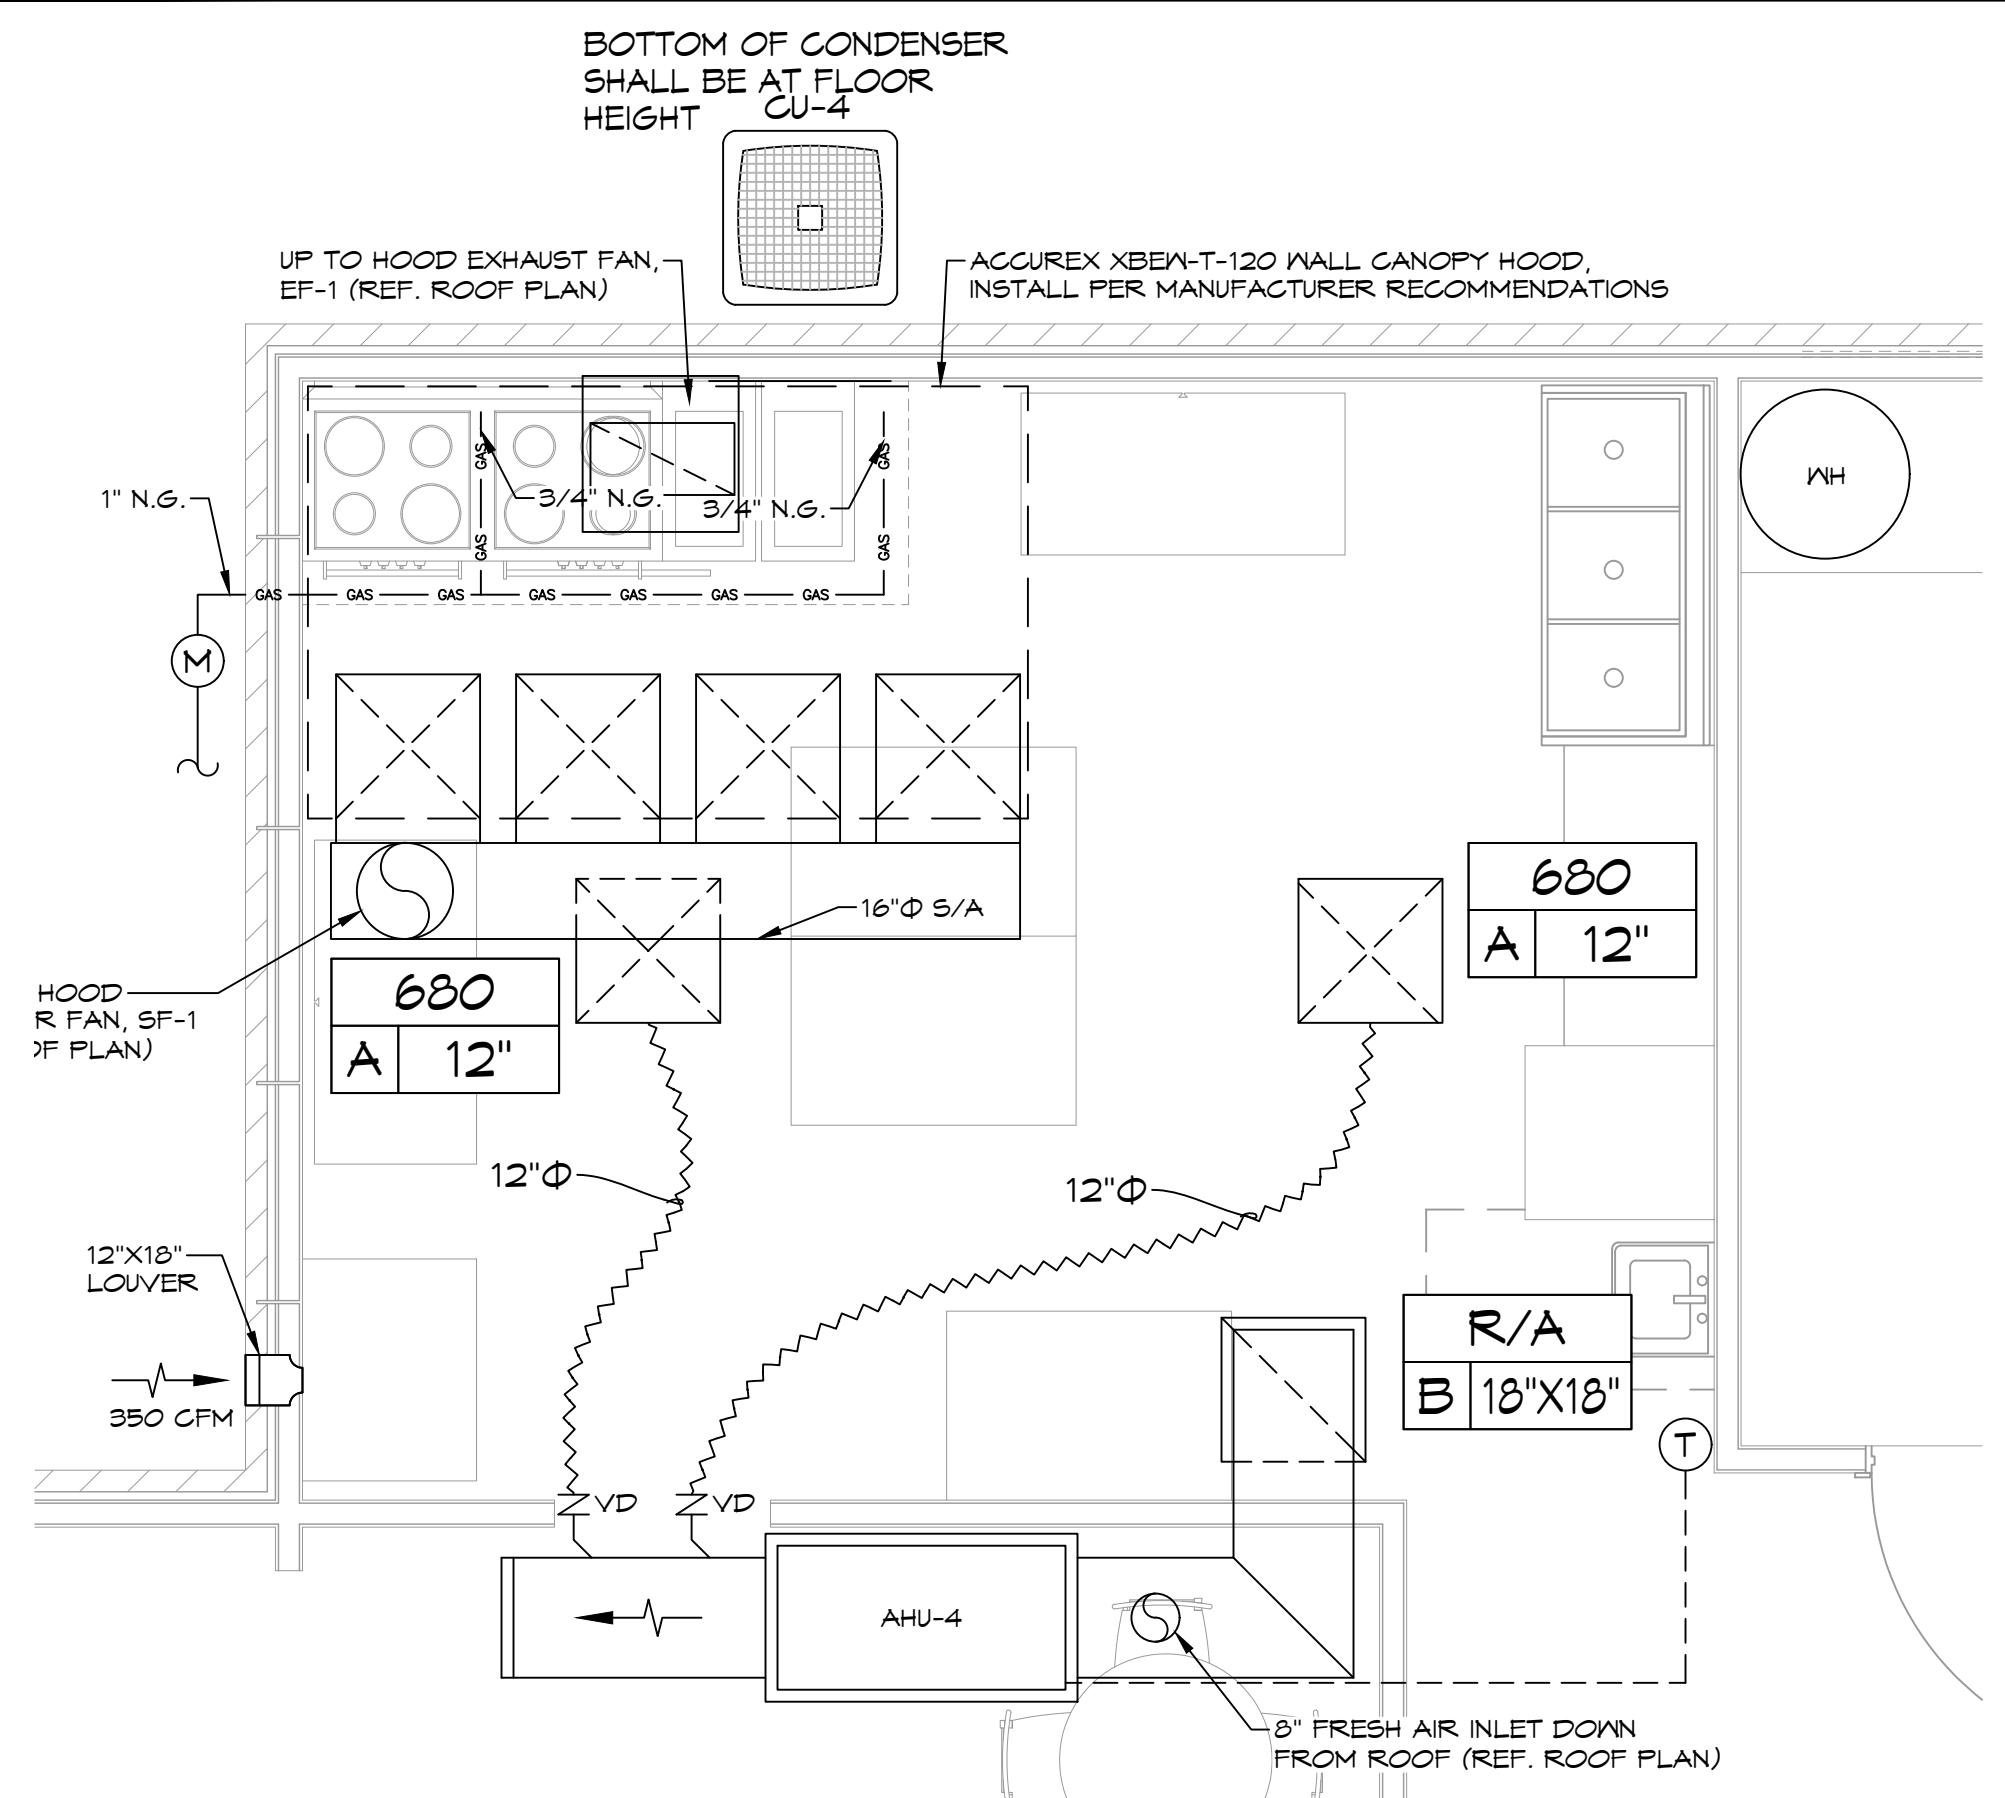 BOTTOM OF CONDENSER
SHALL BE AT FLOOR
HEIGHT
CU-4
UP TO HOOD EXHAUST FAN,
EF-1 (REF. ROOF PLAN)
ACCUREX XBEW-T-120 WALL CANOPY HOOD,
INSTALL PER MANUFACTURER RECOMMENDATIONS
GAS
GAS
WH
1" N.G.
3/4" N.G.
3/4" N.G.
GAS
GAS
GAS
GAS
GAS
GAS
GAS
GAS
GAS
M
680
A
12"
16"Φ S/A
680
A
12"
HOOD
R FAN, SF-1
OF PLAN)
12"Φ
12"Φ
12"X18"
LOUVER
350 CFM
R/A
B
18"X18"
T
VD
VD
AHU-4
8" FRESH AIR INLET DOWN
FROM ROOF (REF. ROOF PLAN)